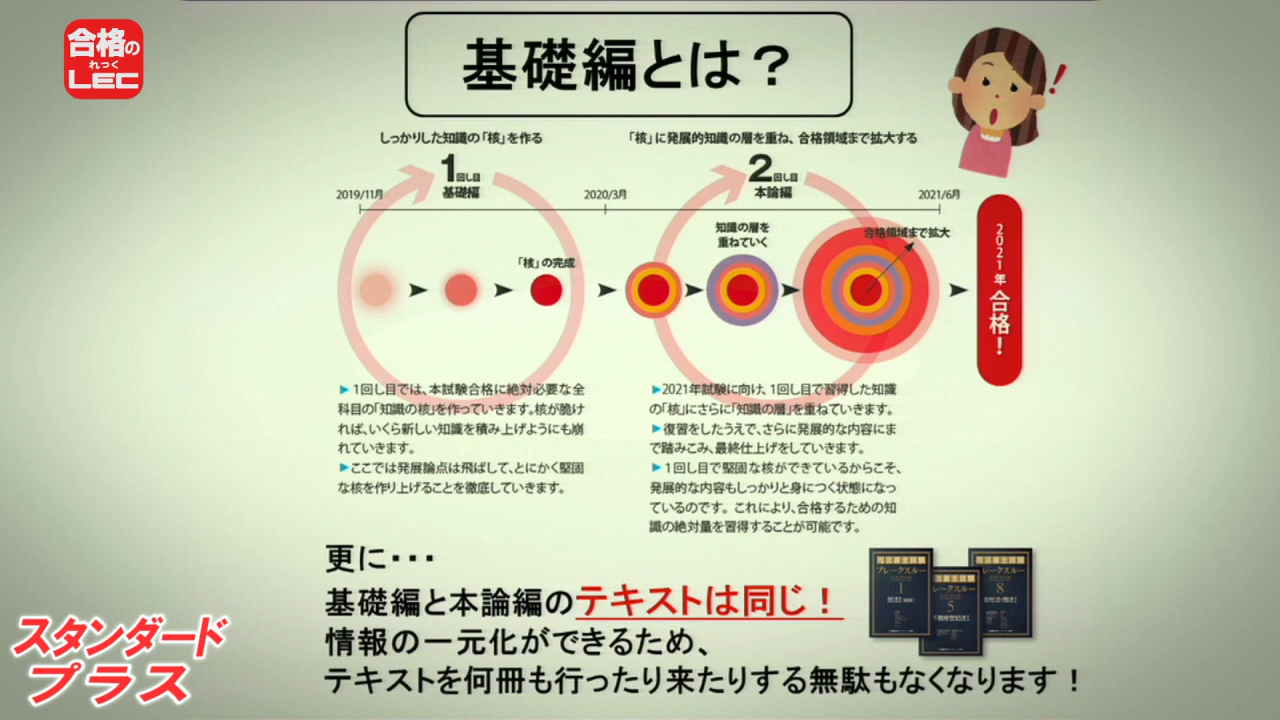 合格の
れっく
LEC
基礎編とは？
しっかりした知識の「核」を作る
「核」に発展的知識の層を重ね、合格領域まで拡大する
1回し目
基礎編
2回し目
本論編
2019/11月
2020/3月
2021/6月
知識の層を
重ねていく
合格領域まで拡大
「核」の完成
2021年 合格！
▶1回し目では、本試験合格に絶対必要な全
科目の「知識の核」を作っていきます。核が脆け
れば、いくら新しい知識を積み上げようにも崩
れていきます。
▶ここでは発展論点は飛ばして、とにかく堅固
な核を作り上げることを徹底していきます。
▶2021年試験に向け、1回し目で習得した知識
の「核」にさらに「知識の層」を重ねていきます。
▶復習をしたうえで、さらに発展的な内容にま
で踏みこみ、最終仕上げをしていきます。
▶1回し目で堅固な核ができているからこそ、
発展的な内容もしっかりと身につく状態になっ
ているのです。これにより、合格するための知
識の絶対量を習得することが可能です。
更に・・・
基礎編と本論編のテキストは同じ！
情報の一元化ができるため、
テキストを何冊も行ったり来たりする無駄もなくなります！
司法書士試験
ブレークスルー
1
5
8
スタンダード
プラス